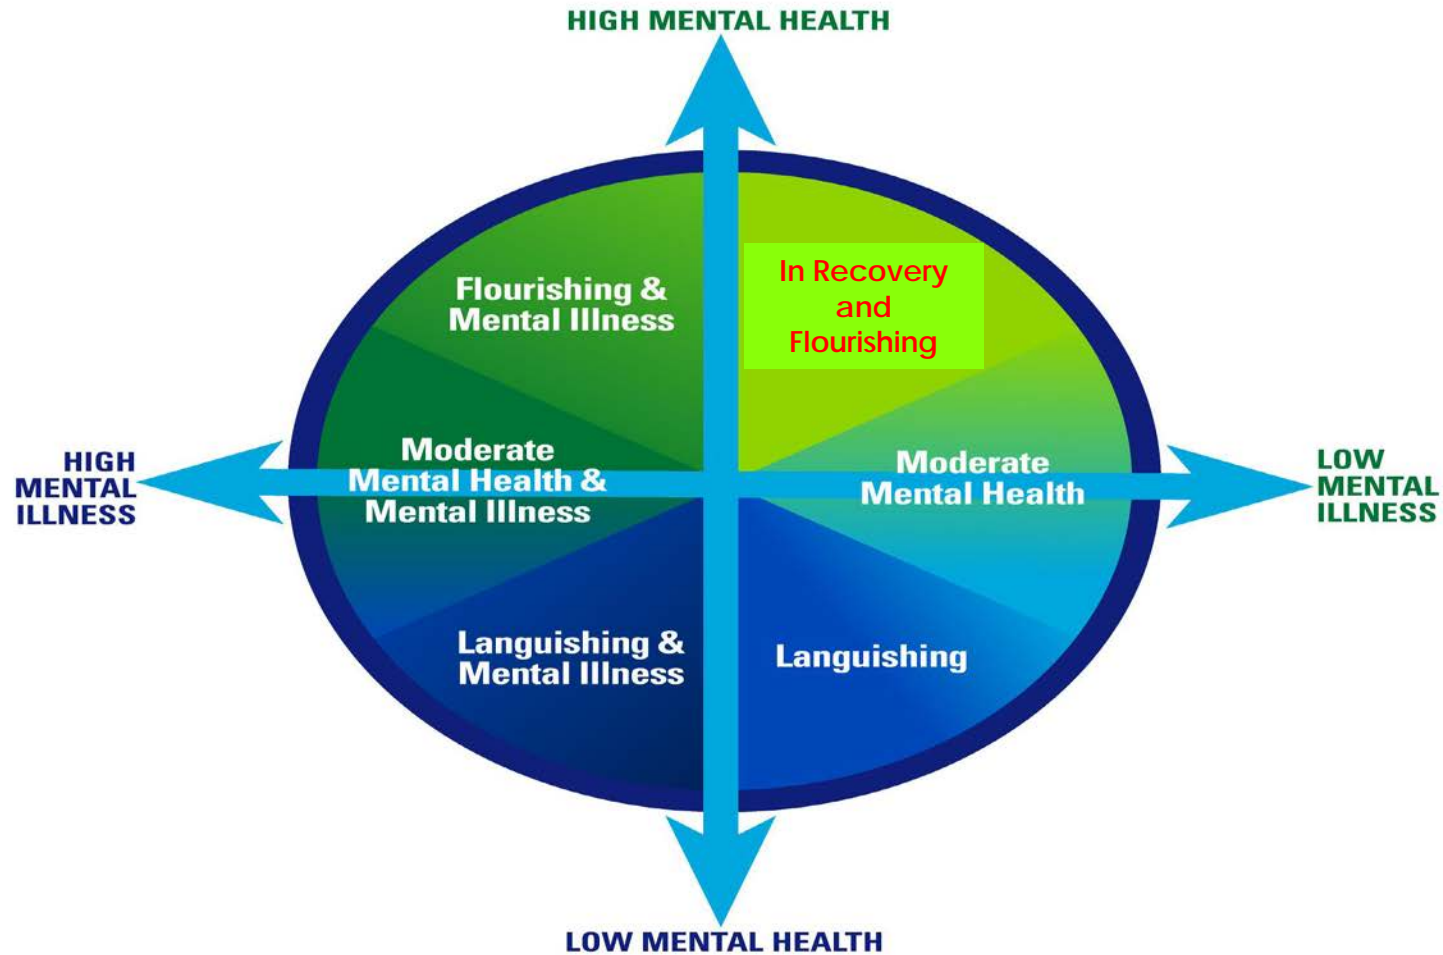 HIGH MENTAL HEALTH
Flourishing &
Mental Illness
In Recovery
and
Flourishing
HIGH
MENTAL
ILLNESS
Moderate
Mental Health &
Mental Illness
Moderate
Mental Health
LOW
MENTAL
ILLNESS
Languishing &
Mental Illness
Languishing
LOW MENTAL HEALTH